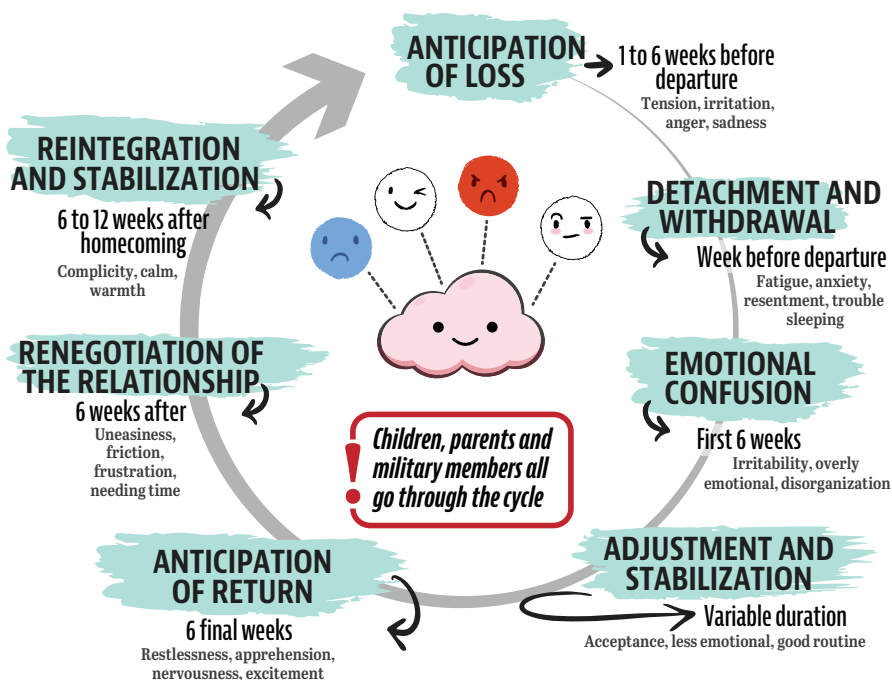 ANTICIPATION
OF LOSS
1 to 6 weeks before
departure
Tension, irritation,
anger, sadness
DETACHMENT AND
WITHDRAWAL
Week before departure
Fatigue, anxiety,
resentment, trouble
sleeping
EMOTIONAL
CONFUSION
First 6 weeks
Irritability, overly
emotional, disorganization
ADJUSTMENT AND
STABILIZATION
Variable duration
Acceptance, less emotional, good routine
ANTICIPATION
OF RETURN
6 final weeks
Restlessness, apprehension,
nervousness, excitement
RENEGOTIATION OF
THE RELATIONSHIP
6 weeks after
Uneasiness,
friction,
frustration,
needing time
REINTEGRATION
AND STABILIZATION
6 to 12 weeks after
homecoming
Complicity, calm,
warmth
! Children, parents and
military members all
go through the cycle